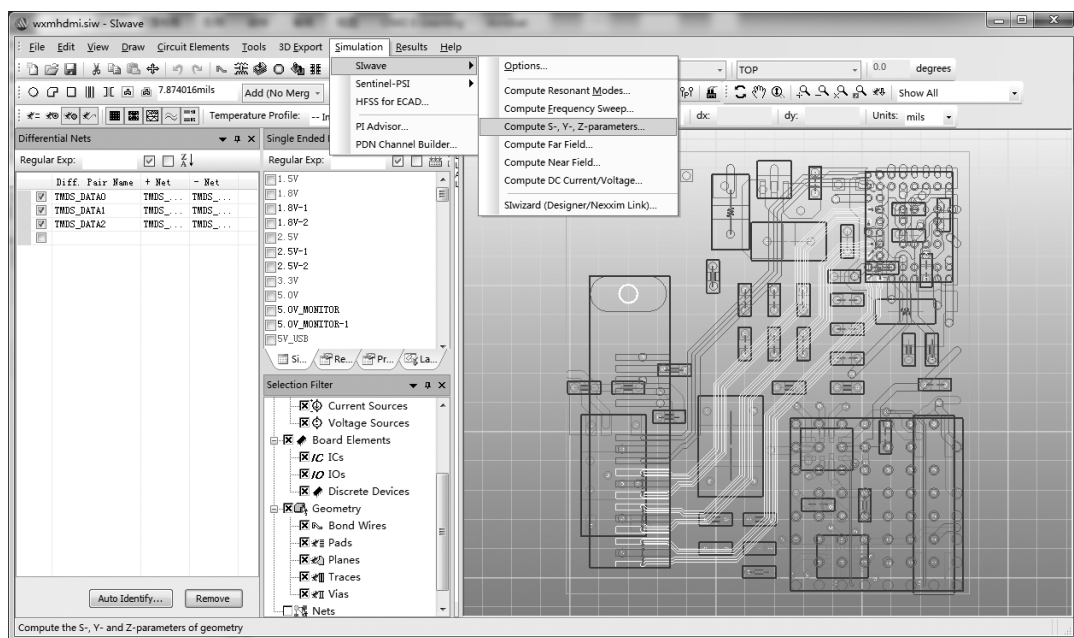 wxmhdmi.siw - SIwave
File Edit View Draw Circuit Elements Tools 3D Export Simulation Results Help
SIwave
Sentinel-PSI
HFSS for ECAD...
PI Advisor...
PDN Channel Builder...
Options...
Compute Resonant Modes...
Compute Frequency Sweep...
Compute S-, Y-, Z-parameters...
Compute Far Field...
Compute Near Field...
Compute DC Current/Voltage...
SIwizard (Designer/Nexxim Link)...
TOP 0.0 degrees
7.874016mils Add (No Merg
Show All
Temperature Profile:
dx: dy: Units: mils
Differential Nets
Regular Exp:
Diff. Pair Name + Net - Net
TMDS_DATA0 TMDS_... TMDS_...
TMDS_DATA1 TMDS_... TMDS_...
TMDS_DATA2 TMDS_... TMDS_...
Auto Identify... Remove
Single Ended
Regular Exp:
1.5V
1.8V
1.8V-1
1.8V-2
2.5V
2.5V-1
2.5V-2
3.3V
5.0V
5.0V_MONITOR
5.0V_MONITOR-1
5V_USB
Si... Re... Pr... La...
Selection Filter
Current Sources
Voltage Sources
Board Elements
IC ICs
IO IOs
Discrete Devices
Geometry
Bond Wires
Pads
Planes
Traces
Vias
Nets
Compute the S-, Y- and Z-parameters of geometry